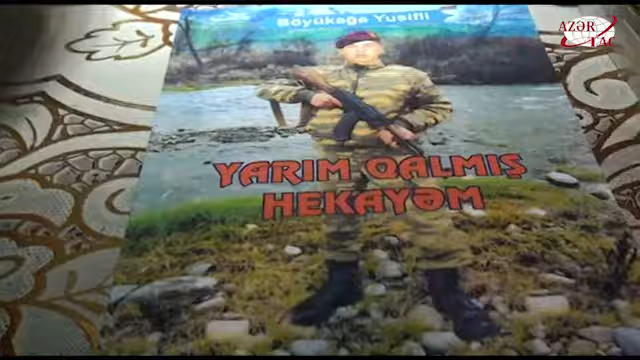 Böyükağa Yusifli
AZƏR
TAC
YARIM QALMIŞ
HEKAYƏM